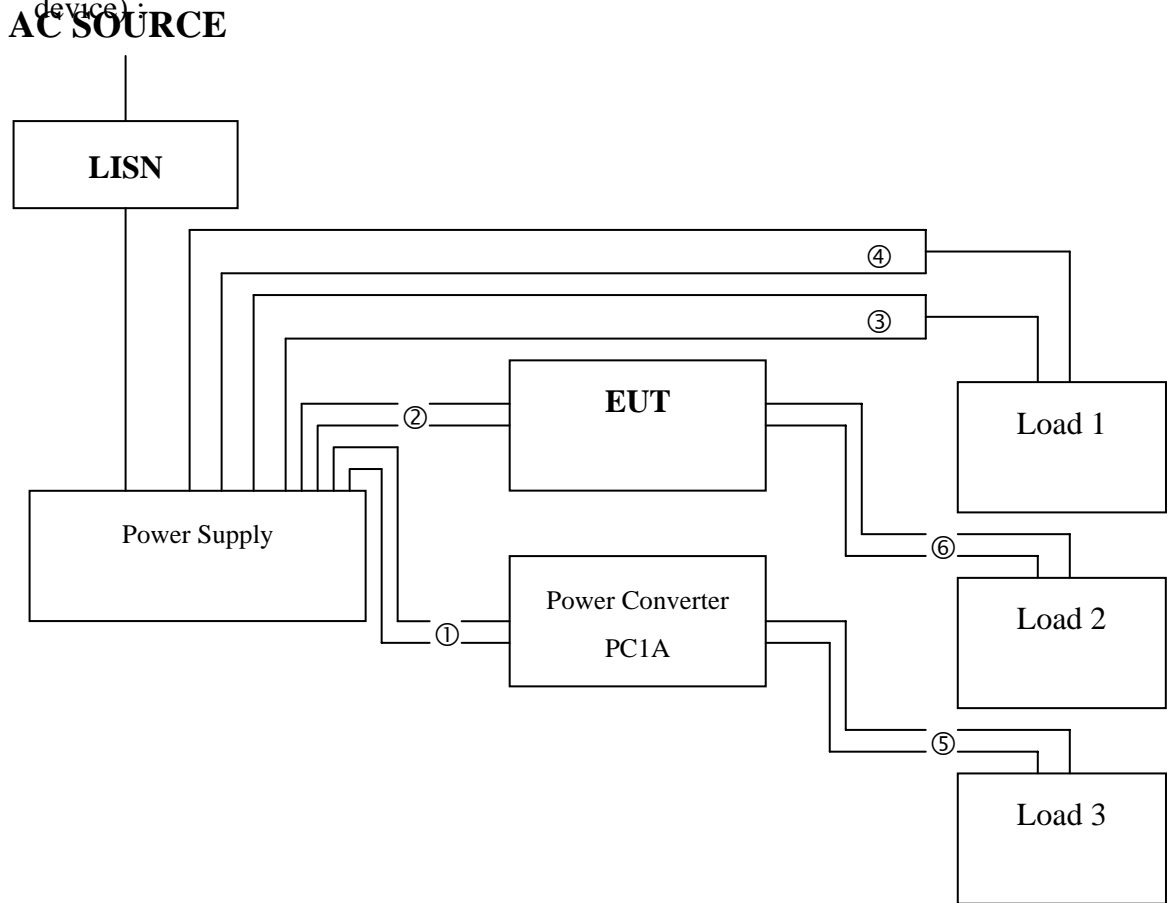 device) :
AC SOURCE
LISN
④
③
EUT
②
Load 1
Power Supply
⑥
Power Converter
PC1A
①
Load 2
⑤
Load 3